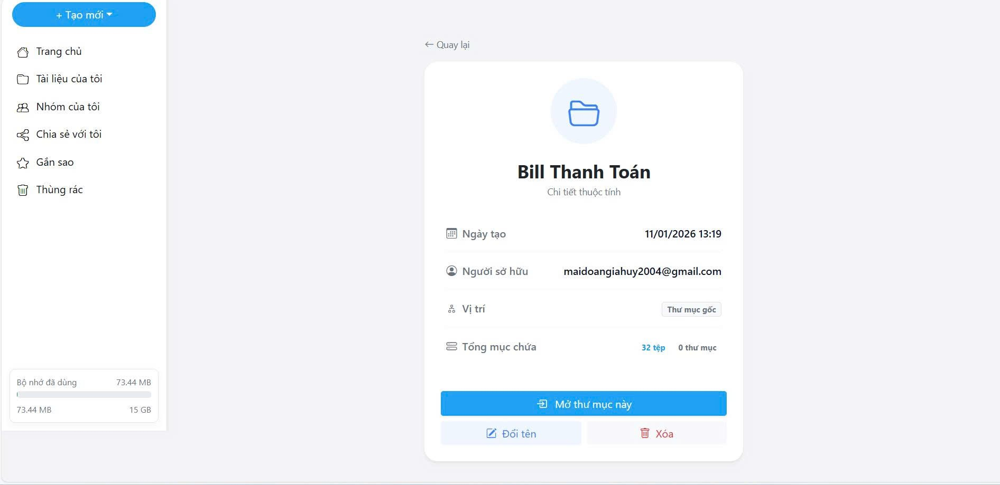 + Tạo mới
Trang chủ
Tài liệu của tôi
Nhóm của tôi
Chia sẻ với tôi
Gắn sao
Thùng rác
Bộ nhớ đã dùng 73.44 MB
73.44 MB 15 GB
← Quay lại
Bill Thanh Toán
Chi tiết thuộc tính
Ngày tạo 11/01/2026 13:19
Người sở hữu maidoangiahuy2004@gmail.com
Vị trí Thư mục gốc
Tổng mục chứa 32 tệp 0 thư mục
Mở thư mục này
Đổi tên Xóa